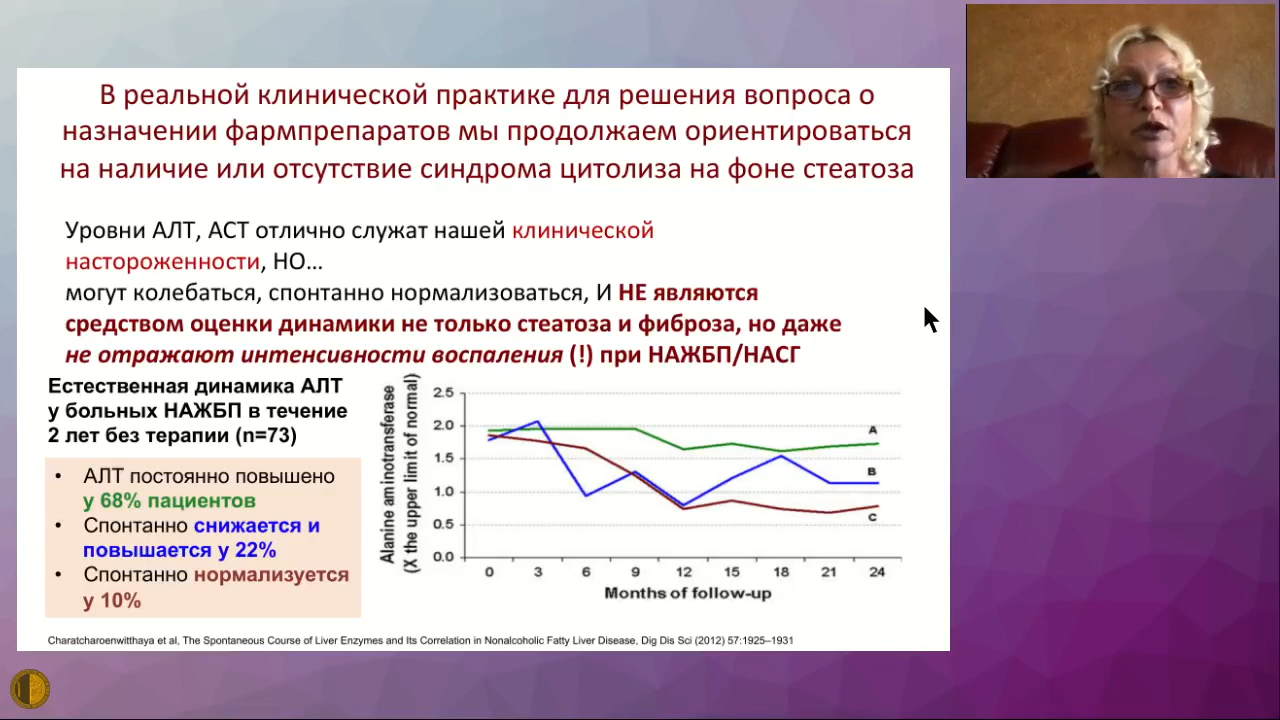 В реальной клинической практике для решения вопроса о
назначении фармпрепаратов мы продолжаем ориентироваться
на наличие или отсутствие синдрома цитолиза на фоне стеатоза
Уровни АЛТ, АСТ отлично служат нашей клинической
настороженности, НО...
могут колебаться, спонтанно нормализоваться, И НЕ являются
средством оценки динамики не только стеатоза и фиброза, но даже
не отражают интенсивности воспаления (!) при НАЖБП/НАСГ
Естественная динамика АЛТ
у больных НАЖБП в течение
2 лет без терапии (n=73)
• АЛТ постоянно повышено
у 68% пациентов
• Спонтанно снижается и
повышается у 22%
• Спонтанно нормализуется
у 10%
Alanine aminotransferase
(X the upper limit of normal)
2.5
2.0
1.5
1.0
0.5
0.0
A
B
C
0 3 6 9 12 15 18 21 24
Months of follow-up
Charatcharoenwitthaya et al, The Spontaneous Course of Liver Enzymes and Its Correlation in Nonalcoholic Fatty Liver Disease, Dig Dis Sci (2012) 57:1925–1931